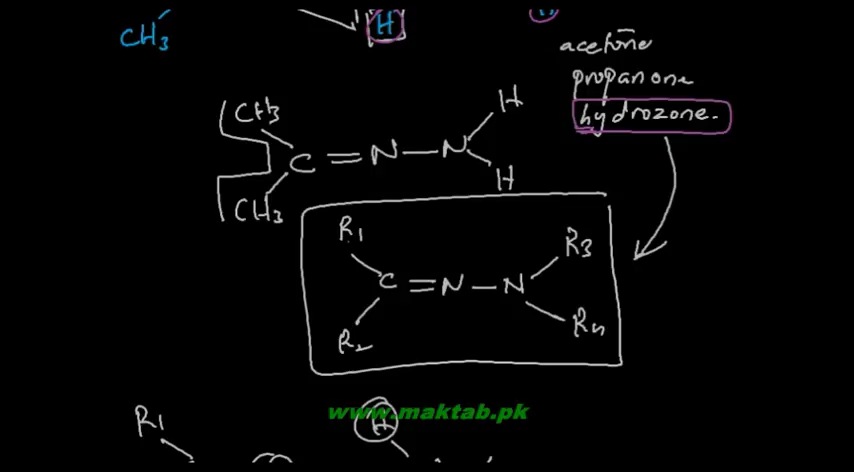 H
H
CH3
acetone
propanone
hydrozone.
CH3
H
C = N — N
H
CH3
R1
R3
C = N — N
R2
R4
www.maktab.pk
H
R1